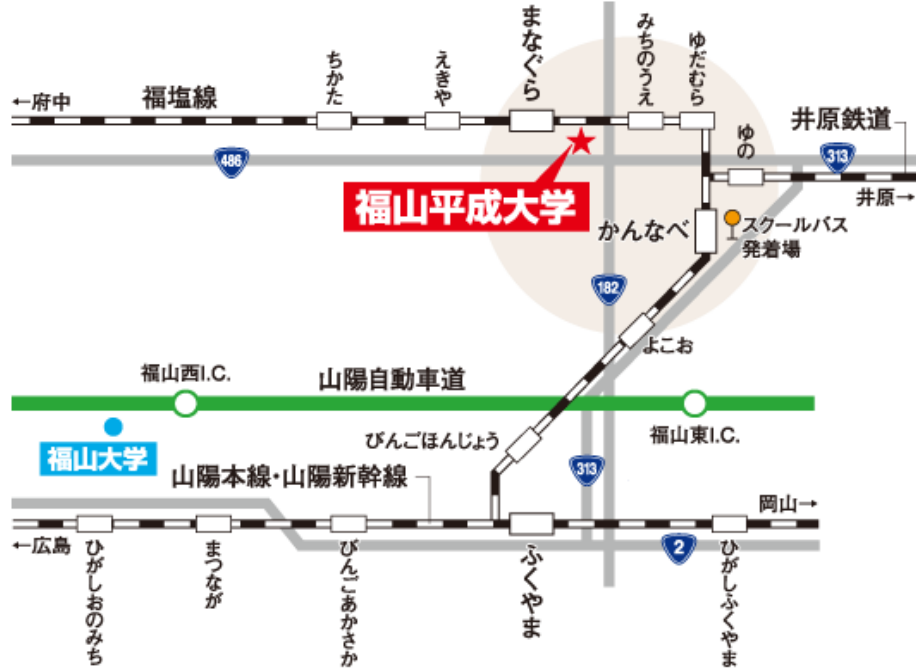 まなぐら
みちのうえ
ゆだむら
ちかた
えきや
←府中
福塩線
井原鉄道
ゆの
486
313
井原→
福山平成大学
かんなべ
スクールバス
発着場
182
よこお
福山西I.C.
山陽自動車道
福山大学
びんごほんじょう
福山東I.C.
山陽本線・山陽新幹線
313
岡山→
←広島
2
ひがしおのみち
まつなが
びんごあかさか
ふくやま
ひがしふくやま